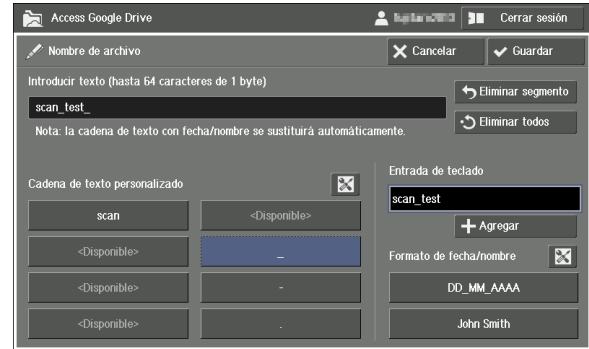 Access Google Drive
Cerrar sesión
Nombre de archivo
Cancelar
Guardar
Introducir texto (hasta 64 caracteres de 1 byte)
Eliminar segmento
scan_test_
Eliminar todos
Nota: la cadena de texto con fecha/nombre se sustituirá automáticamente.
Entrada de teclado
Cadena de texto personalizado
scan_test
scan
<Disponible>
Agregar
<Disponible>
_
Formato de fecha/nombre
<Disponible>
-
DD_MM_AAAA
<Disponible>
.
John Smith